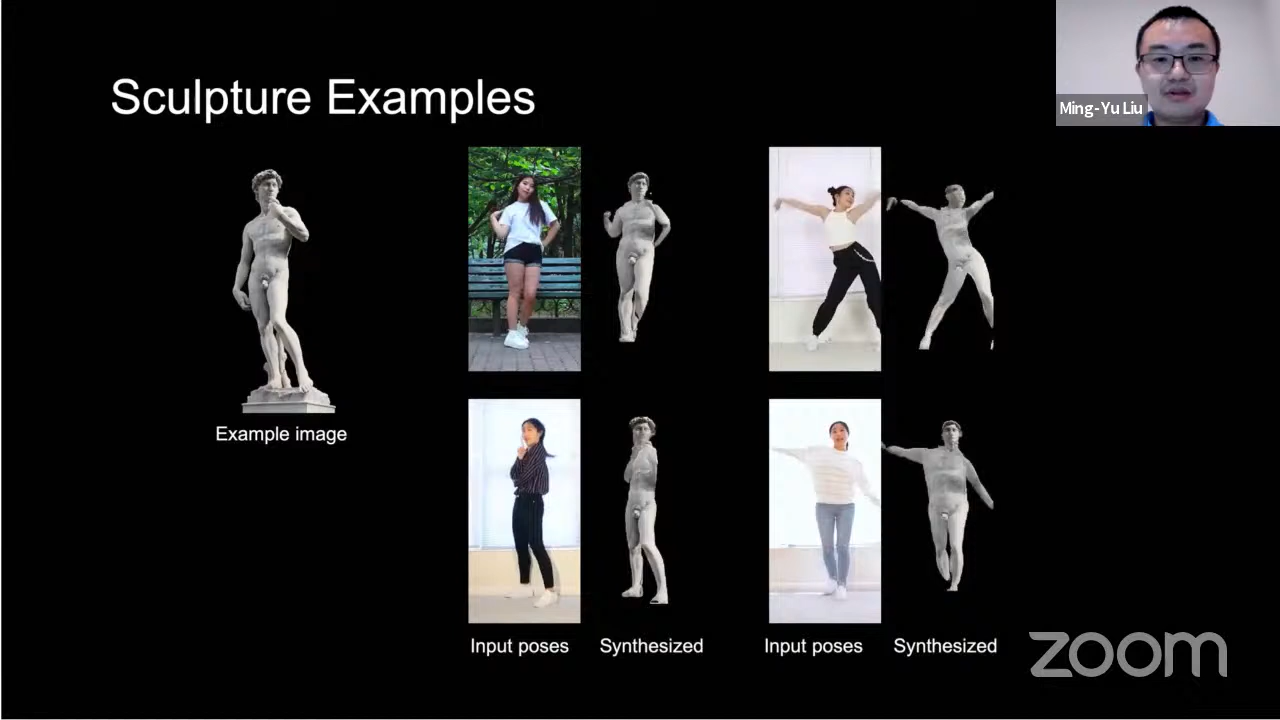 Sculpture Examples
Ming-Yu Liu
Example image
Input poses
Synthesized
Input poses
Synthesized
zoom